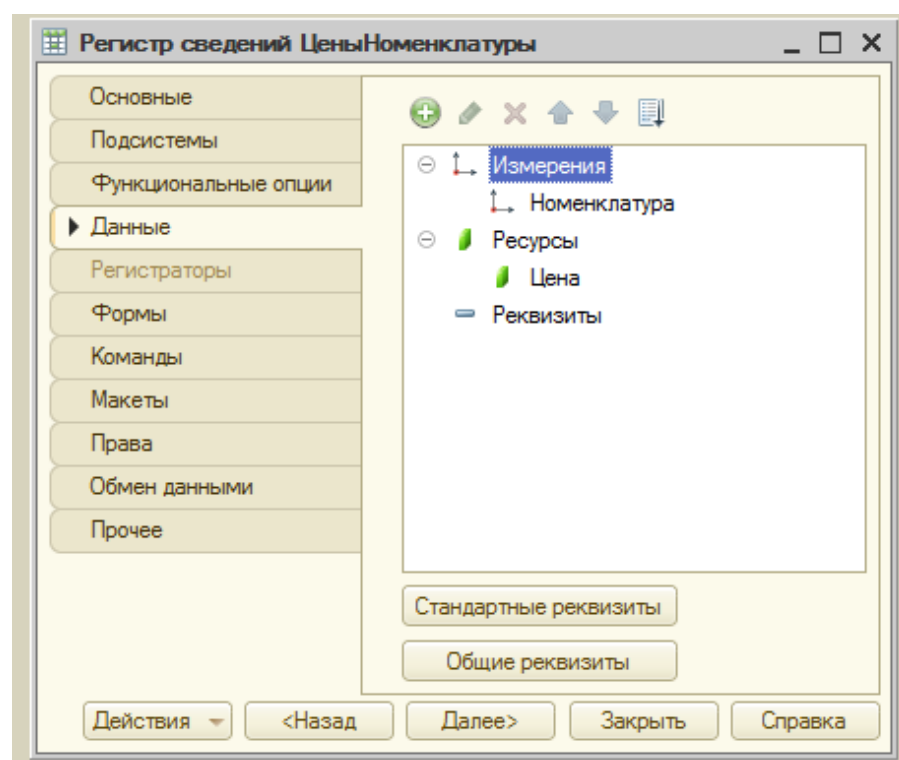 Регистр сведений ЦеныНоменклатуры
Основные
Подсистемы
Функциональные опции
Данные
Регистраторы
Формы
Команды
Макеты
Права
Обмен данными
Прочее
Измерения
Номенклатура
Ресурсы
Цена
Реквизиты
Стандартные реквизиты
Общие реквизиты
Действия
<Назад
Далее>
Закрыть
Справка